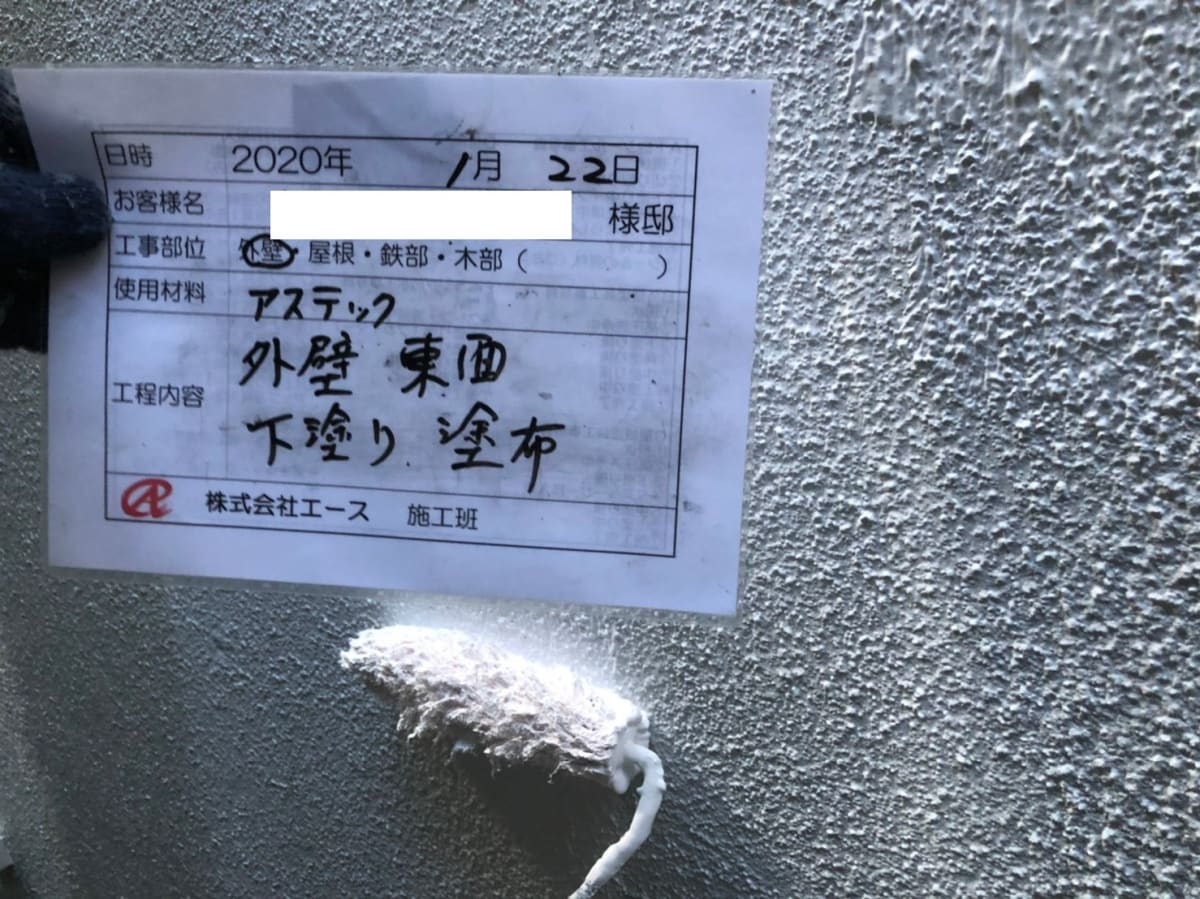 日時 2020年 1月 22日
お客様名 様邸
工事部位 外壁・屋根・鉄部・木部( )
使用材料 アステック
工程内容 外壁 東面
下塗り 塗布
株式会社エース 施工班